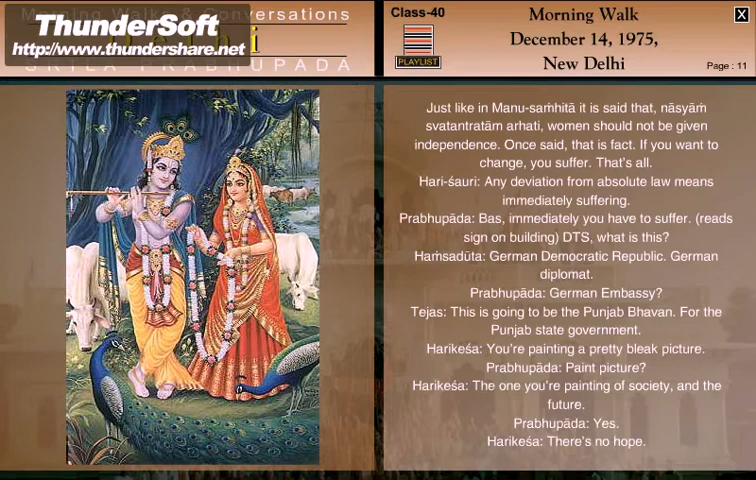 Morning Walks & Conversations
ThunderSoft
http://www.thundershare.net
SRILA PRABHUPADA
Class-40
PLAYLIST
Morning Walk
December 14, 1975,
New Delhi
X
Page : 11
Just like in Manu-saṁhitā it is said that, nāsyāṁ
svatantratām arhati, women should not be given
independence. Once said, that is fact. If you want to
change, you suffer. That's all.
Hari-śauri: Any deviation from absolute law means
immediately suffering.
Prabhupāda: Bas, immediately you have to suffer. (reads
sign on building) DTS, what is this?
Haṁsadūta: German Democratic Republic. German
diplomat.
Prabhupāda: German Embassy?
Tejas: This is going to be the Punjab Bhavan. For the
Punjab state government.
Harikeśa: You're painting a pretty bleak picture.
Prabhupāda: Paint picture?
Harikeśa: The one you're painting of society, and the
future.
Prabhupāda: Yes.
Harikeśa: There's no hope.